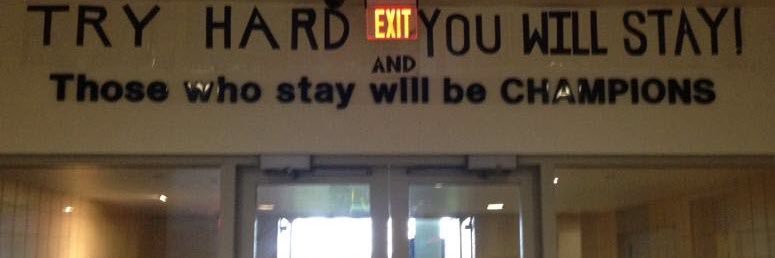 TRY HARD EXIT YOU WILL STAY!
AND
Those who stay will be CHAMPIONS